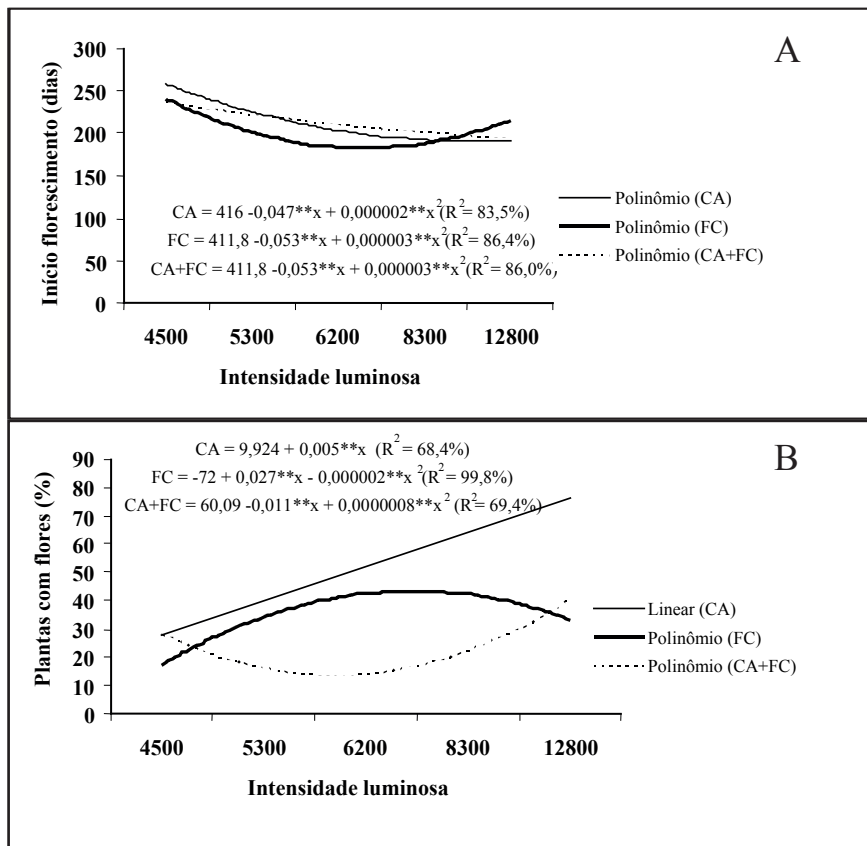 A
300
250
200
150
100
50
0
Início florescimento (dias)
CA = 416 -0,047**x + 0,000002**x²(R²= 83,5%)
FC = 411,8 -0,053**x + 0,000003**x²(R²= 86,4%)
CA+FC = 411,8 -0,053**x + 0,000003**x²(R²= 86,0%)
Polinômio (CA)
Polinômio (FC)
Polinômio (CA+FC)
4500 5300 6200 8300 12800
Intensidade luminosa
B
CA = 9,924 + 0,005**x (R²= 68,4%)
FC = -72 + 0,027**x - 0,000002**x²(R²= 99,8%)
CA+FC = 60,09 -0,011**x + 0,0000008**x² (R²= 69,4%)
90
80
70
60
50
40
30
20
10
0
Plantas com flores (%)
Linear (CA)
Polinômio (FC)
Polinômio (CA+FC)
4500 5300 6200 8300 12800
Intensidade luminosa